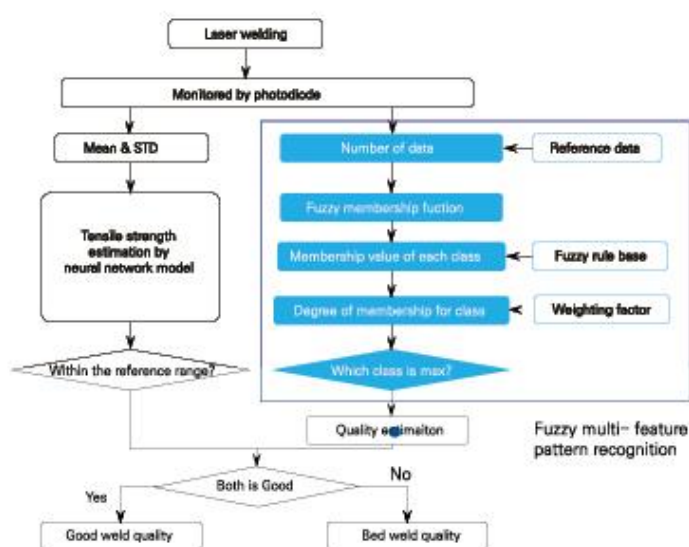 Laser welding
Monitored by photodiode
Mean & STD
Number of data
Reference data
Fuzzy membership fuction
Tensile strength
estimation by
neural network model
Membership value of each class
Fuzzy rule base
Degree of membership for class
Weighting factor
Within the reference range?
Which class is max?
Quality estimaiton
Fuzzy multi- feature
pattern recognition
Both is Good
Yes
No
Good weld quality
Bed weld quality